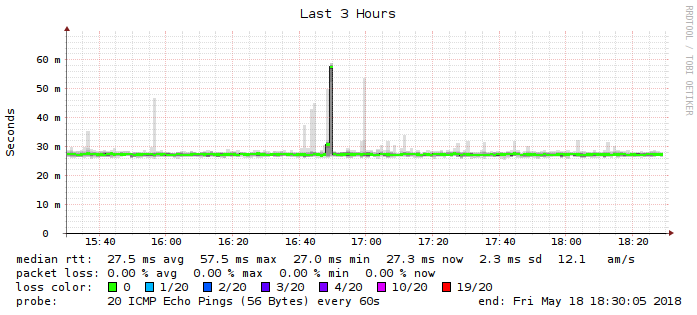 Last 3 Hours
RRDTOOL / TOBI OETIKER
Seconds
60 m
50 m
40 m
30 m
20 m
10 m
0
15:40 16:00 16:20 16:40 17:00 17:20 17:40 18:00 18:20
median rtt: 27.5 ms avg 57.5 ms max 27.0 ms min 27.3 ms now 2.3 ms sd 12.1 am/s
packet loss: 0.00 % avg 0.00 % max 0.00 % min 0.00 % now
loss color: 0 1/20 2/20 3/20 4/20 10/20 19/20
probe: 20 ICMP Echo Pings (56 Bytes) every 60s end: Fri May 18 18:30:05 2018